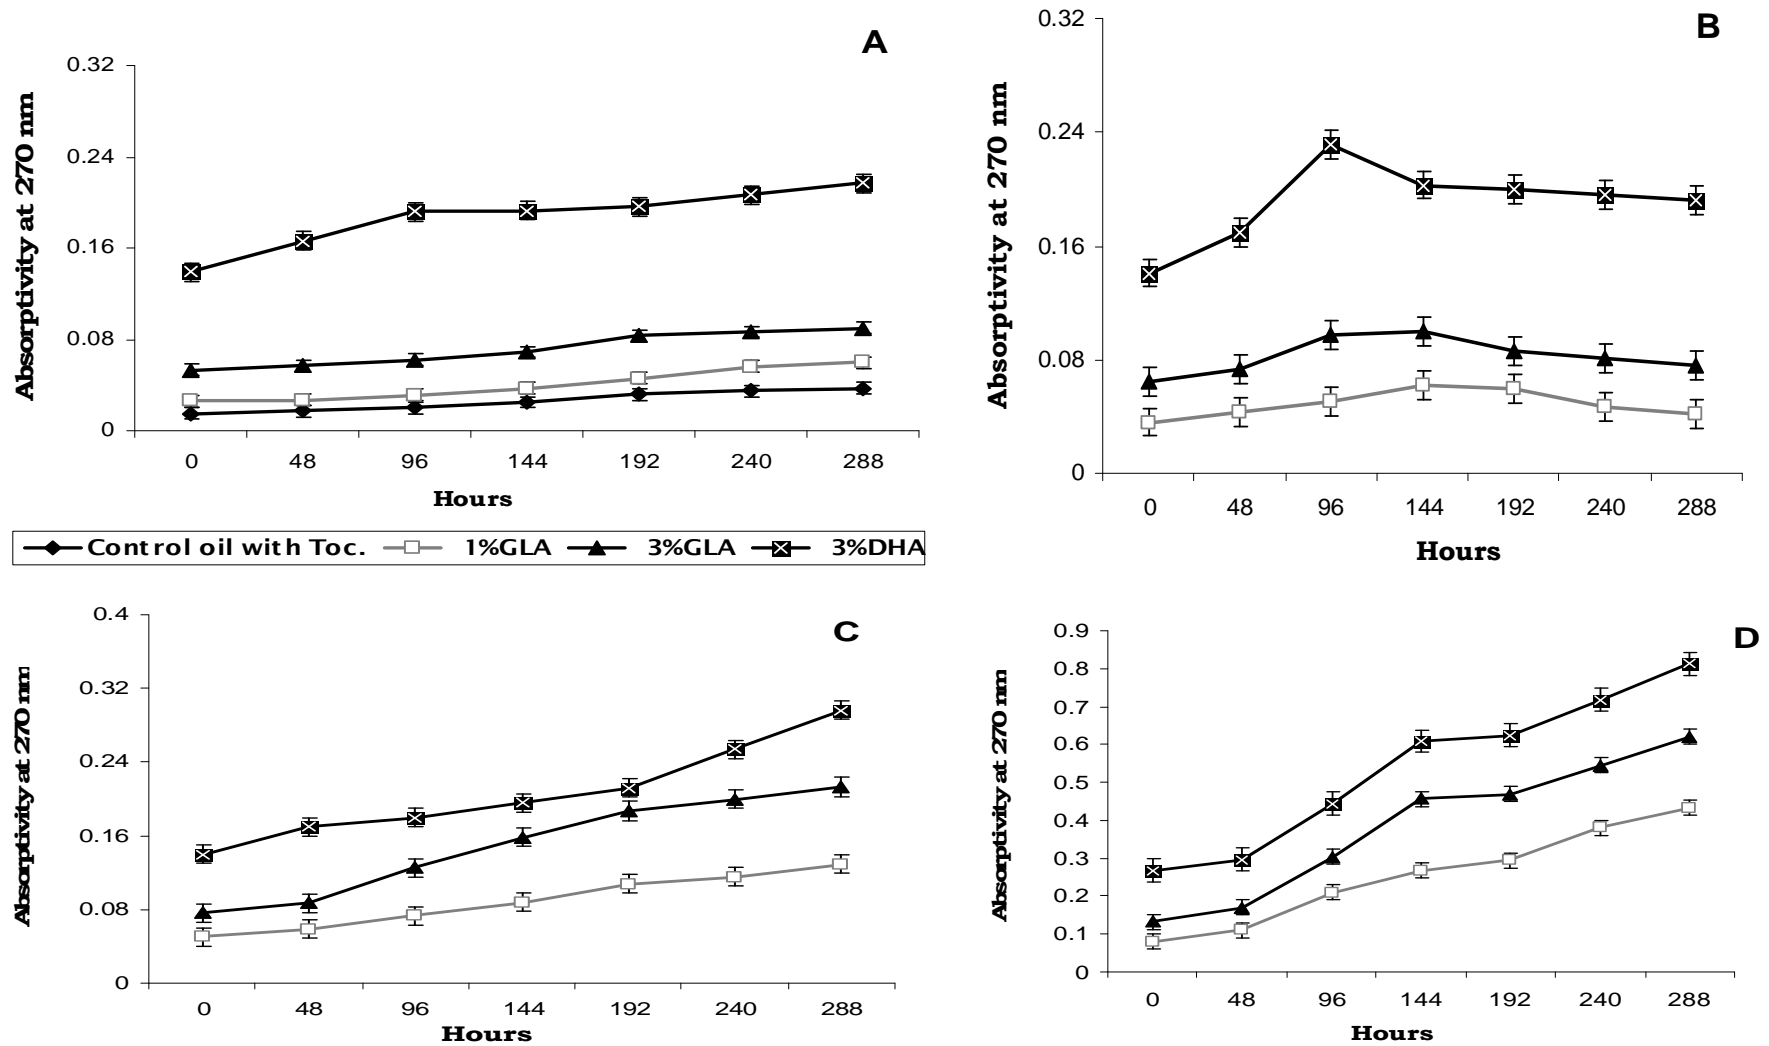 A
Absorptivity at 270 nm
0.32
0.24
0.16
0.08
0
0 48 96 144 192 240 288
Hours
B
Absorptivity at 270 nm
0.32
0.24
0.16
0.08
0
0 48 96 144 192 240 288
Hours
Control oil with Toc. 1%GLA 3%GLA 3%DHA
C
Absorptivity at 270 nm
0.4
0.32
0.24
0.16
0.08
0
0 48 96 144 192 240 288
Hours
D
Absorptivity at 270 nm
0.9
0.8
0.7
0.6
0.5
0.4
0.3
0.2
0.1
0
0 48 96 144 192 240 288
Hours